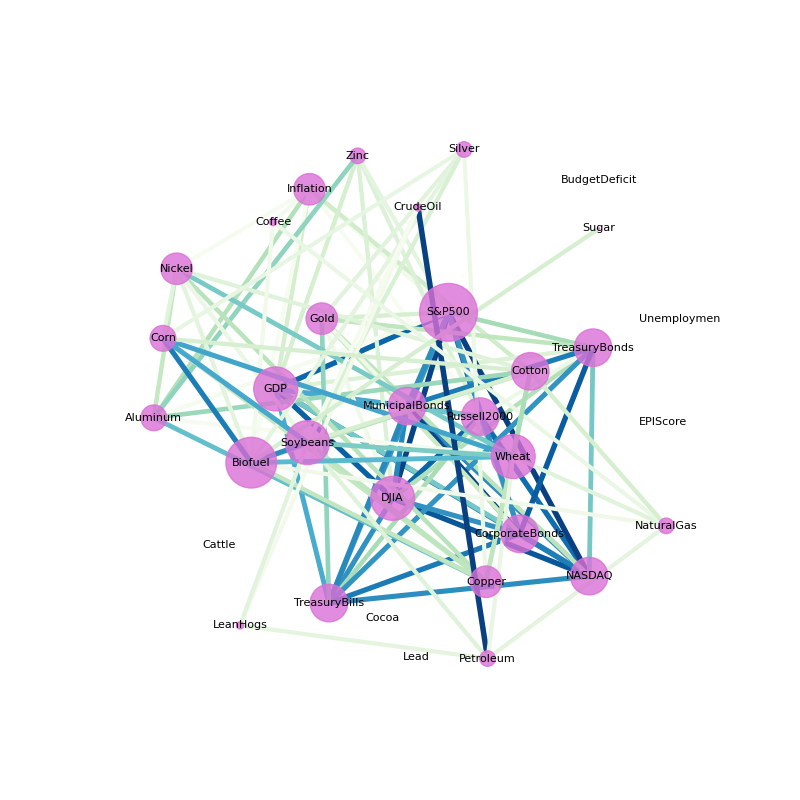 Zinc
Silver
BudgetDeficit
Inflation
CrudeOil
Coffee
Sugar
Nickel
S&P500
Gold
Unemploymen
Corn
TreasuryBonds
Cotton
GDP
MunicipalBonds
Aluminum
Russell2000
EPIScore
Soybeans
Wheat
Biofuel
DJIA
NaturalGas
CorporateBonds
Cattle
NASDAQ
Copper
TreasuryBills
Cocoa
LeanHogs
Lead
Petroleum